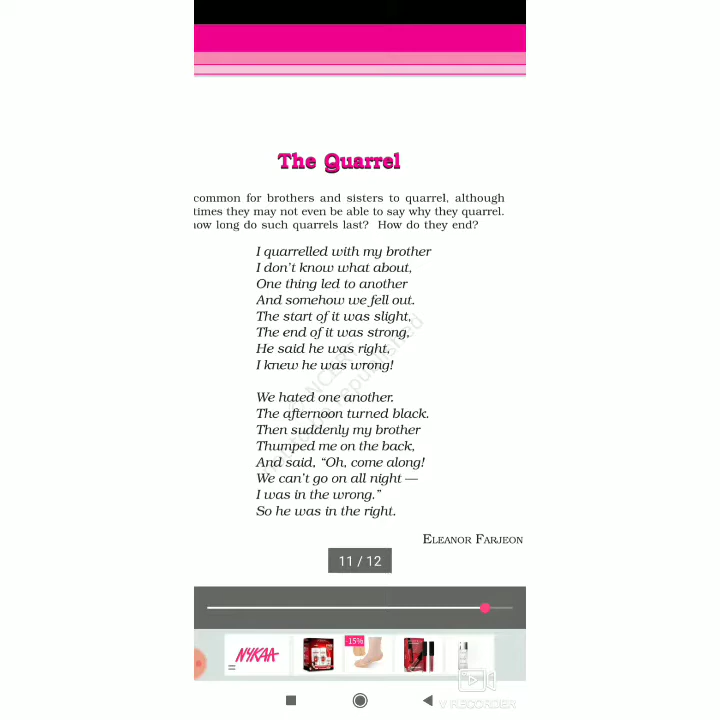 The Quarrel
common for brothers and sisters to quarrel, although
times they may not even be able to say why they quarrel.
how long do such quarrels last? How do they end?
I quarrelled with my brother
I don't know what about,
One thing led to another
And somehow we fell out.
The start of it was slight,
The end of it was strong,
He said he was right,
I knew he was wrong!
We hated one another.
The afternoon turned black.
Then suddenly my brother
Thumped me on the back,
And said, "Oh, come along!
We can't go on all night —
I was in the wrong."
So he was in the right.
ELEANOR FARJEON
11 / 12
NYKAA
-15%
Y RECORDER